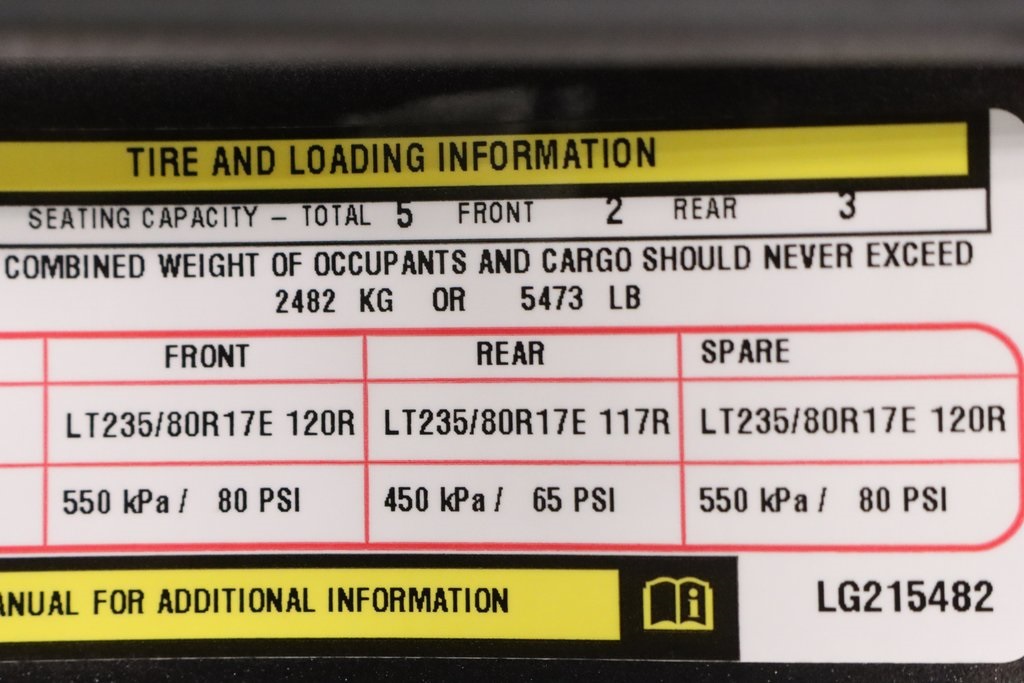 TIRE AND LOADING INFORMATION
SEATING CAPACITY – TOTAL 5 FRONT 2 REAR 3
COMBINED WEIGHT OF OCCUPANTS AND CARGO SHOULD NEVER EXCEED
2482 KG OR 5473 LB
FRONT REAR SPARE
LT235/80R17E 120R LT235/80R17E 117R LT235/80R17E 120R
550 kPa / 80 PSI 450 kPa / 65 PSI 550 kPa / 80 PSI
ANUAL FOR ADDITIONAL INFORMATION
LG215482